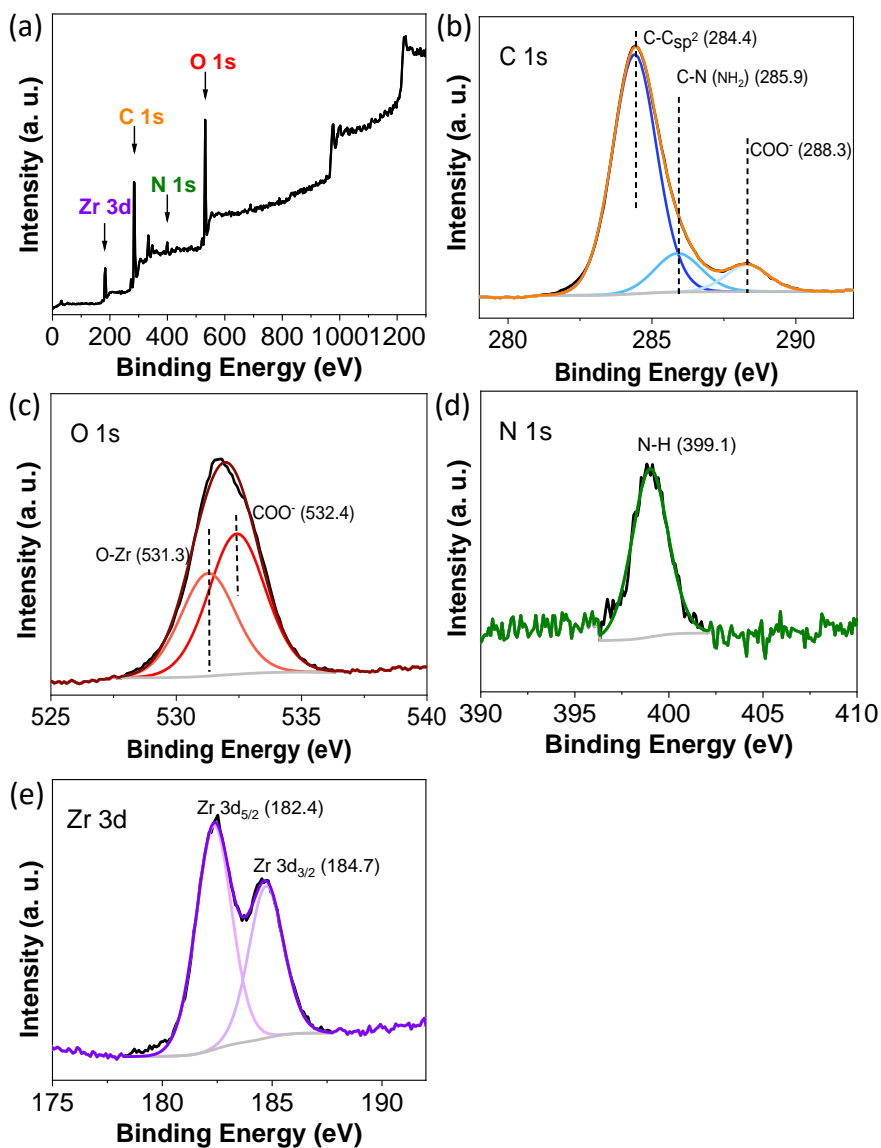 (a)
O 1s
C 1s
N 1s
Zr 3d
Intensity (a. u.)
0 200 400 600 800 1000 1200
Binding Energy (eV)
(b)
C 1s
C-Csp² (284.4)
C-N (NH₂) (285.9)
COO⁻ (288.3)
Intensity (a. u.)
280 285 290
Binding Energy (eV)
(c)
O 1s
COO⁻ (532.4)
O-Zr (531.3)
Intensity (a. u.)
525 530 535 540
Binding Energy (eV)
(d)
N 1s
N-H (399.1)
Intensity (a. u.)
390 395 400 405 410
Binding Energy (eV)
(e)
Zr 3d
Zr 3d₅/₂ (182.4)
Zr 3d₃/₂ (184.7)
Intensity (a. u.)
175 180 185 190
Binding Energy (eV)